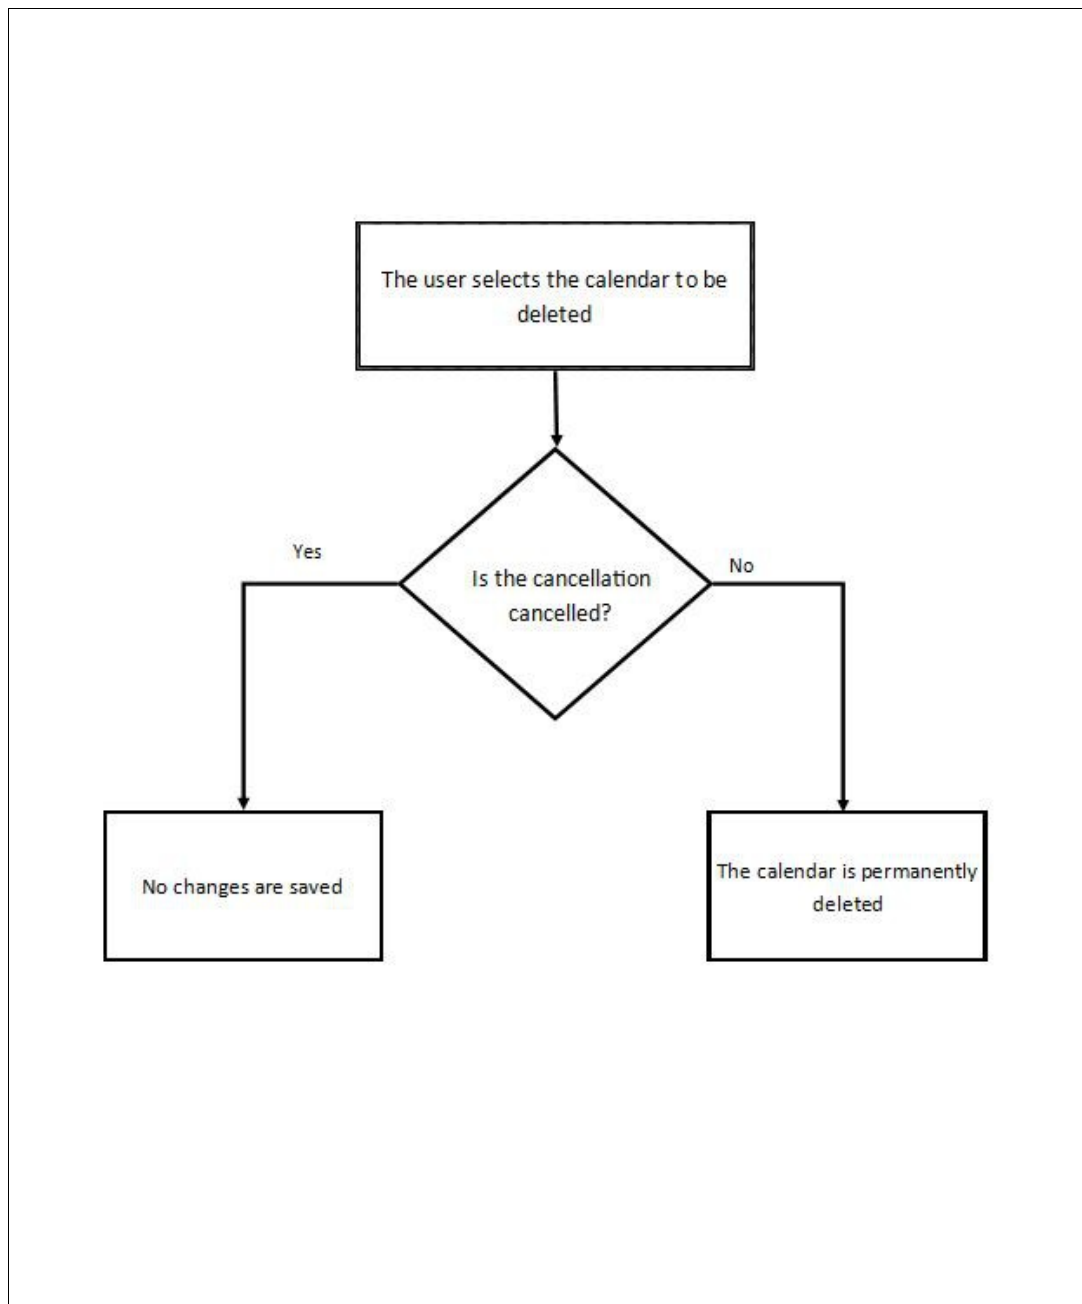 The user selects the calendar to be
deleted
Yes
No
Is the cancellation
cancelled?
No changes are saved
The calendar is permanently
deleted